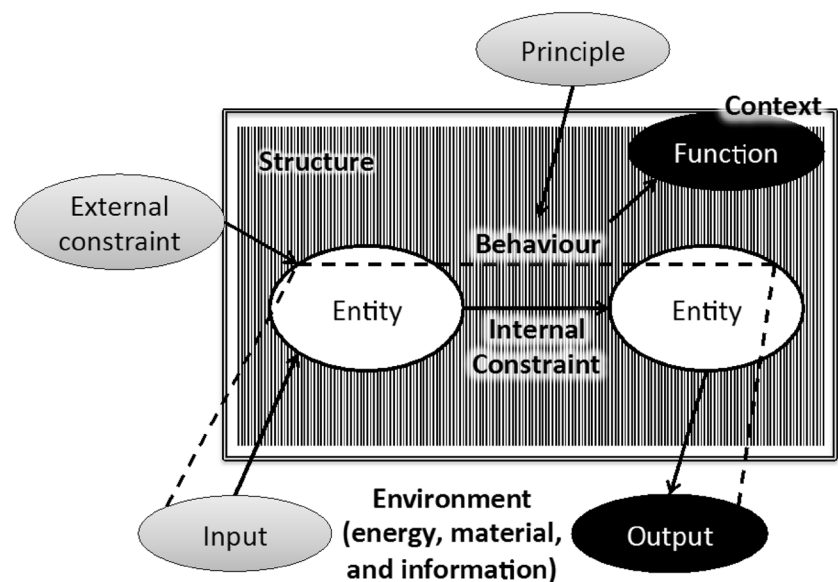 Principle
Context
Function
Structure
External
constraint
Behaviour
Entity
Entity
Internal
Constraint
Environment
(energy, material,
and information)
Input
Output